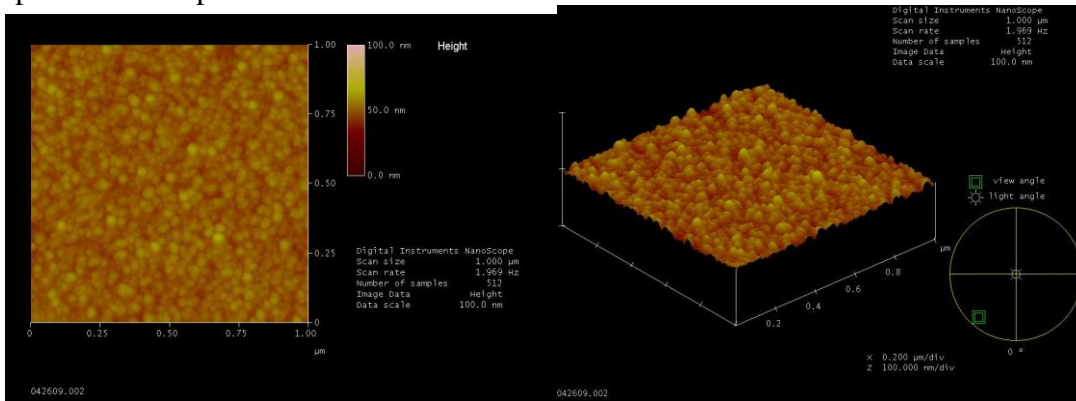 1.00
100.0 nm
Height
0.75
50.0 nm
0.50
0.0 nm
0.25
0
0 0.25 0.50 0.75 1.00
µm
Digital Instruments NanoScope
Scan size 1.000 µm
Scan rate 1.969 Hz
Number of samples 512
Image Data Height
Data scale 100.0 nm
042609.002
Digital Instruments NanoScope
Scan size 1.000 µm
Scan rate 1.969 Hz
Number of samples 512
Image Data Height
Data scale 100.0 nm
view angle
light angle
µm
0.8
0.6
0.4
0.2
0 °
X 0.200 µm/div
Z 100.000 nm/div
042609.002